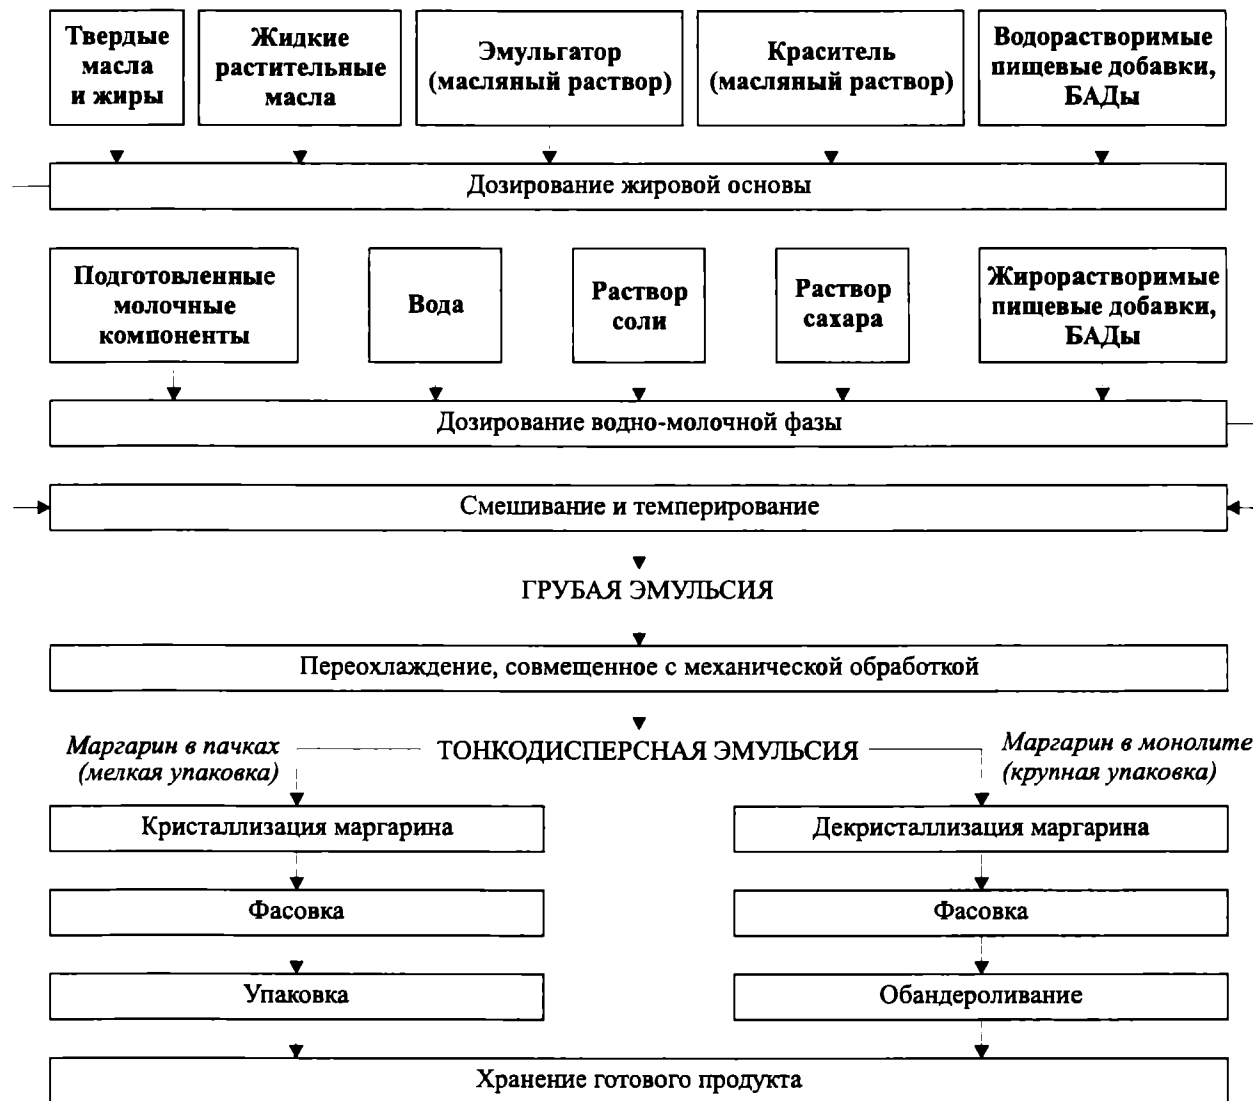 Твердые
масла
и жиры
Жидкие
растительные
масла
Эмульгатор
(масляный раствор)
Краситель
(масляный раствор)
Водорастворимые
пищевые добавки,
БАДы
Дозирование жировой основы
Подготовленные
молочные
компоненты
Вода
Раствор
соли
Раствор
сахара
Жирорастворимые
пищевые добавки,
БАДы
Дозирование водно-молочной фазы
Смешивание и темперирование
ГРУБАЯ ЭМУЛЬСИЯ
Переохлаждение, совмещенное с механической обработкой
Маргарин в пачках
(мелкая упаковка)
ТОНКОДИСПЕРСНАЯ ЭМУЛЬСИЯ
Маргарин в монолите
(крупная упаковка)
Кристаллизация маргарина
Декристаллизация маргарина
Фасовка
Фасовка
Упаковка
Обандероливание
Хранение готового продукта